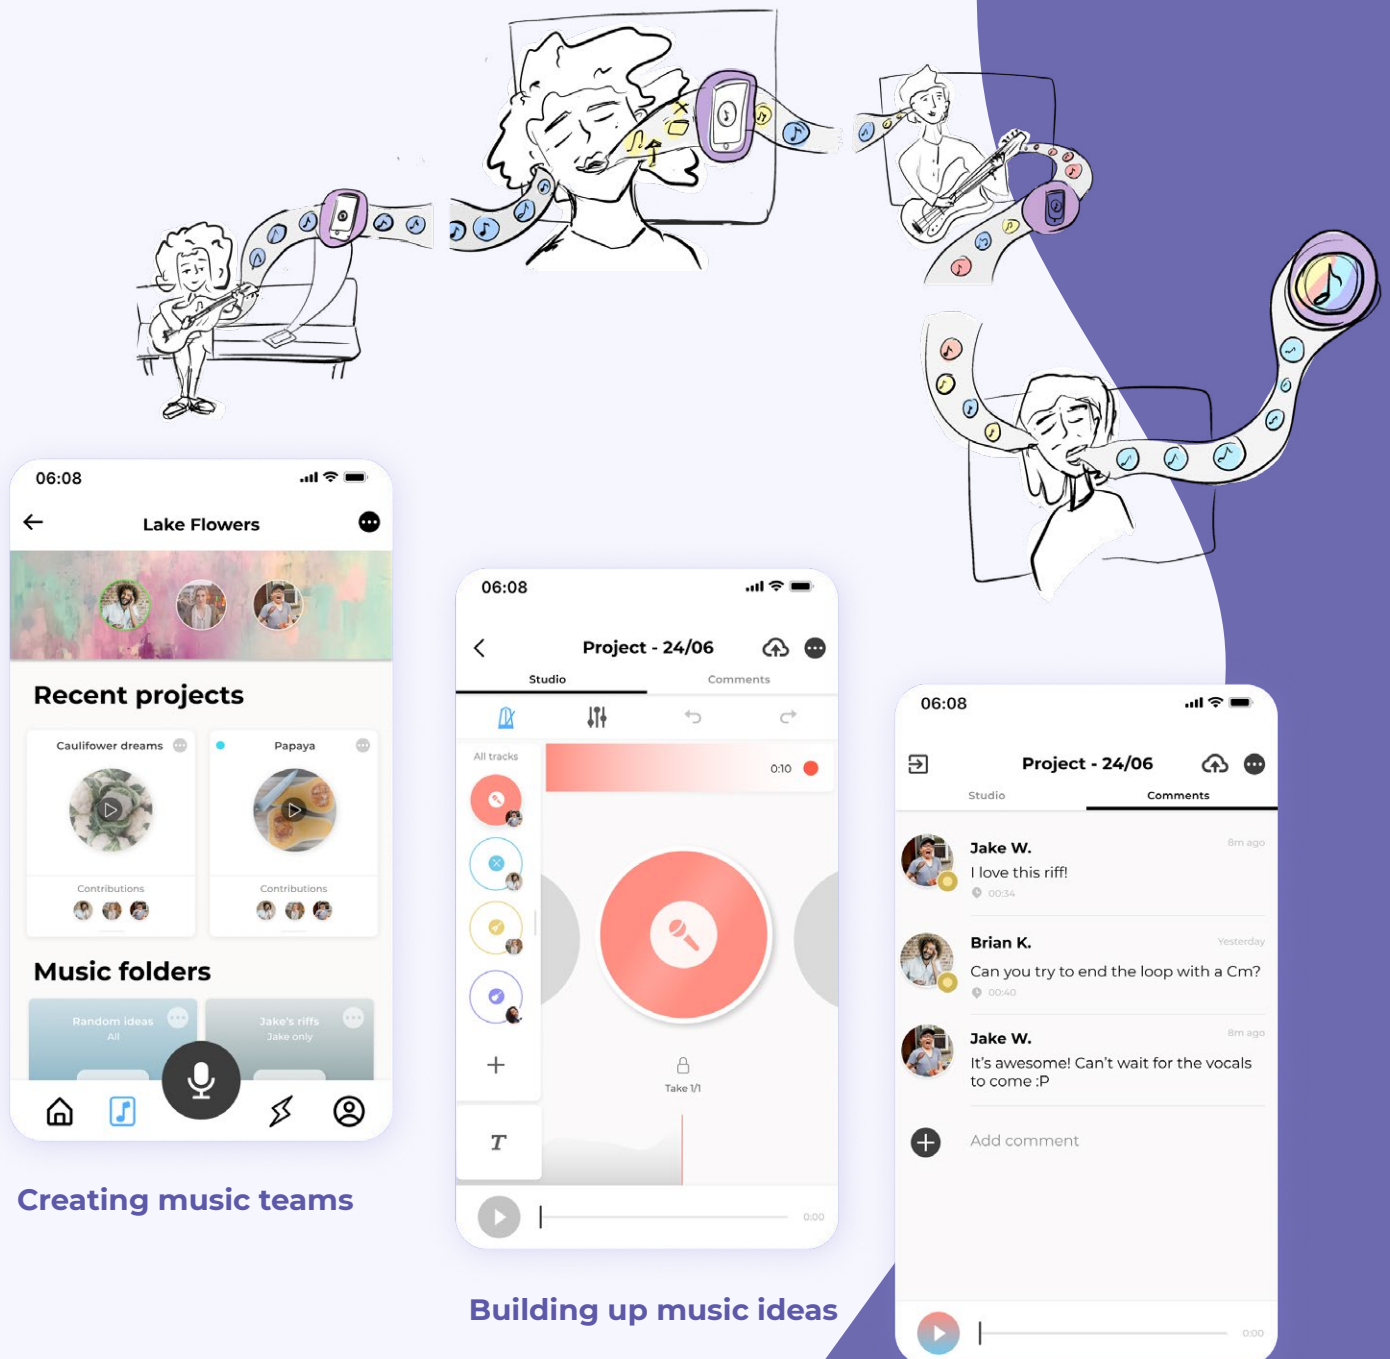 06:08
Lake Flowers
Recent projects
Caulifower dreams
Papaya
Contributions
Contributions
Music folders
Random ideas
All
Jake's riffs
Jake only
Creating music teams
06:08
Project - 24/06
Studio
Comments
All tracks
0:10
Take 1/1
T
0:00
Building up music ideas
06:08
Project - 24/06
Studio
Comments
Jake W.
8m ago
I love this riff!
00:34
Brian K.
Yesterday
Can you try to end the loop with a Cm?
00:40
Jake W.
8m ago
It's awesome! Can't wait for the vocals
to come :P
Add comment
0:00